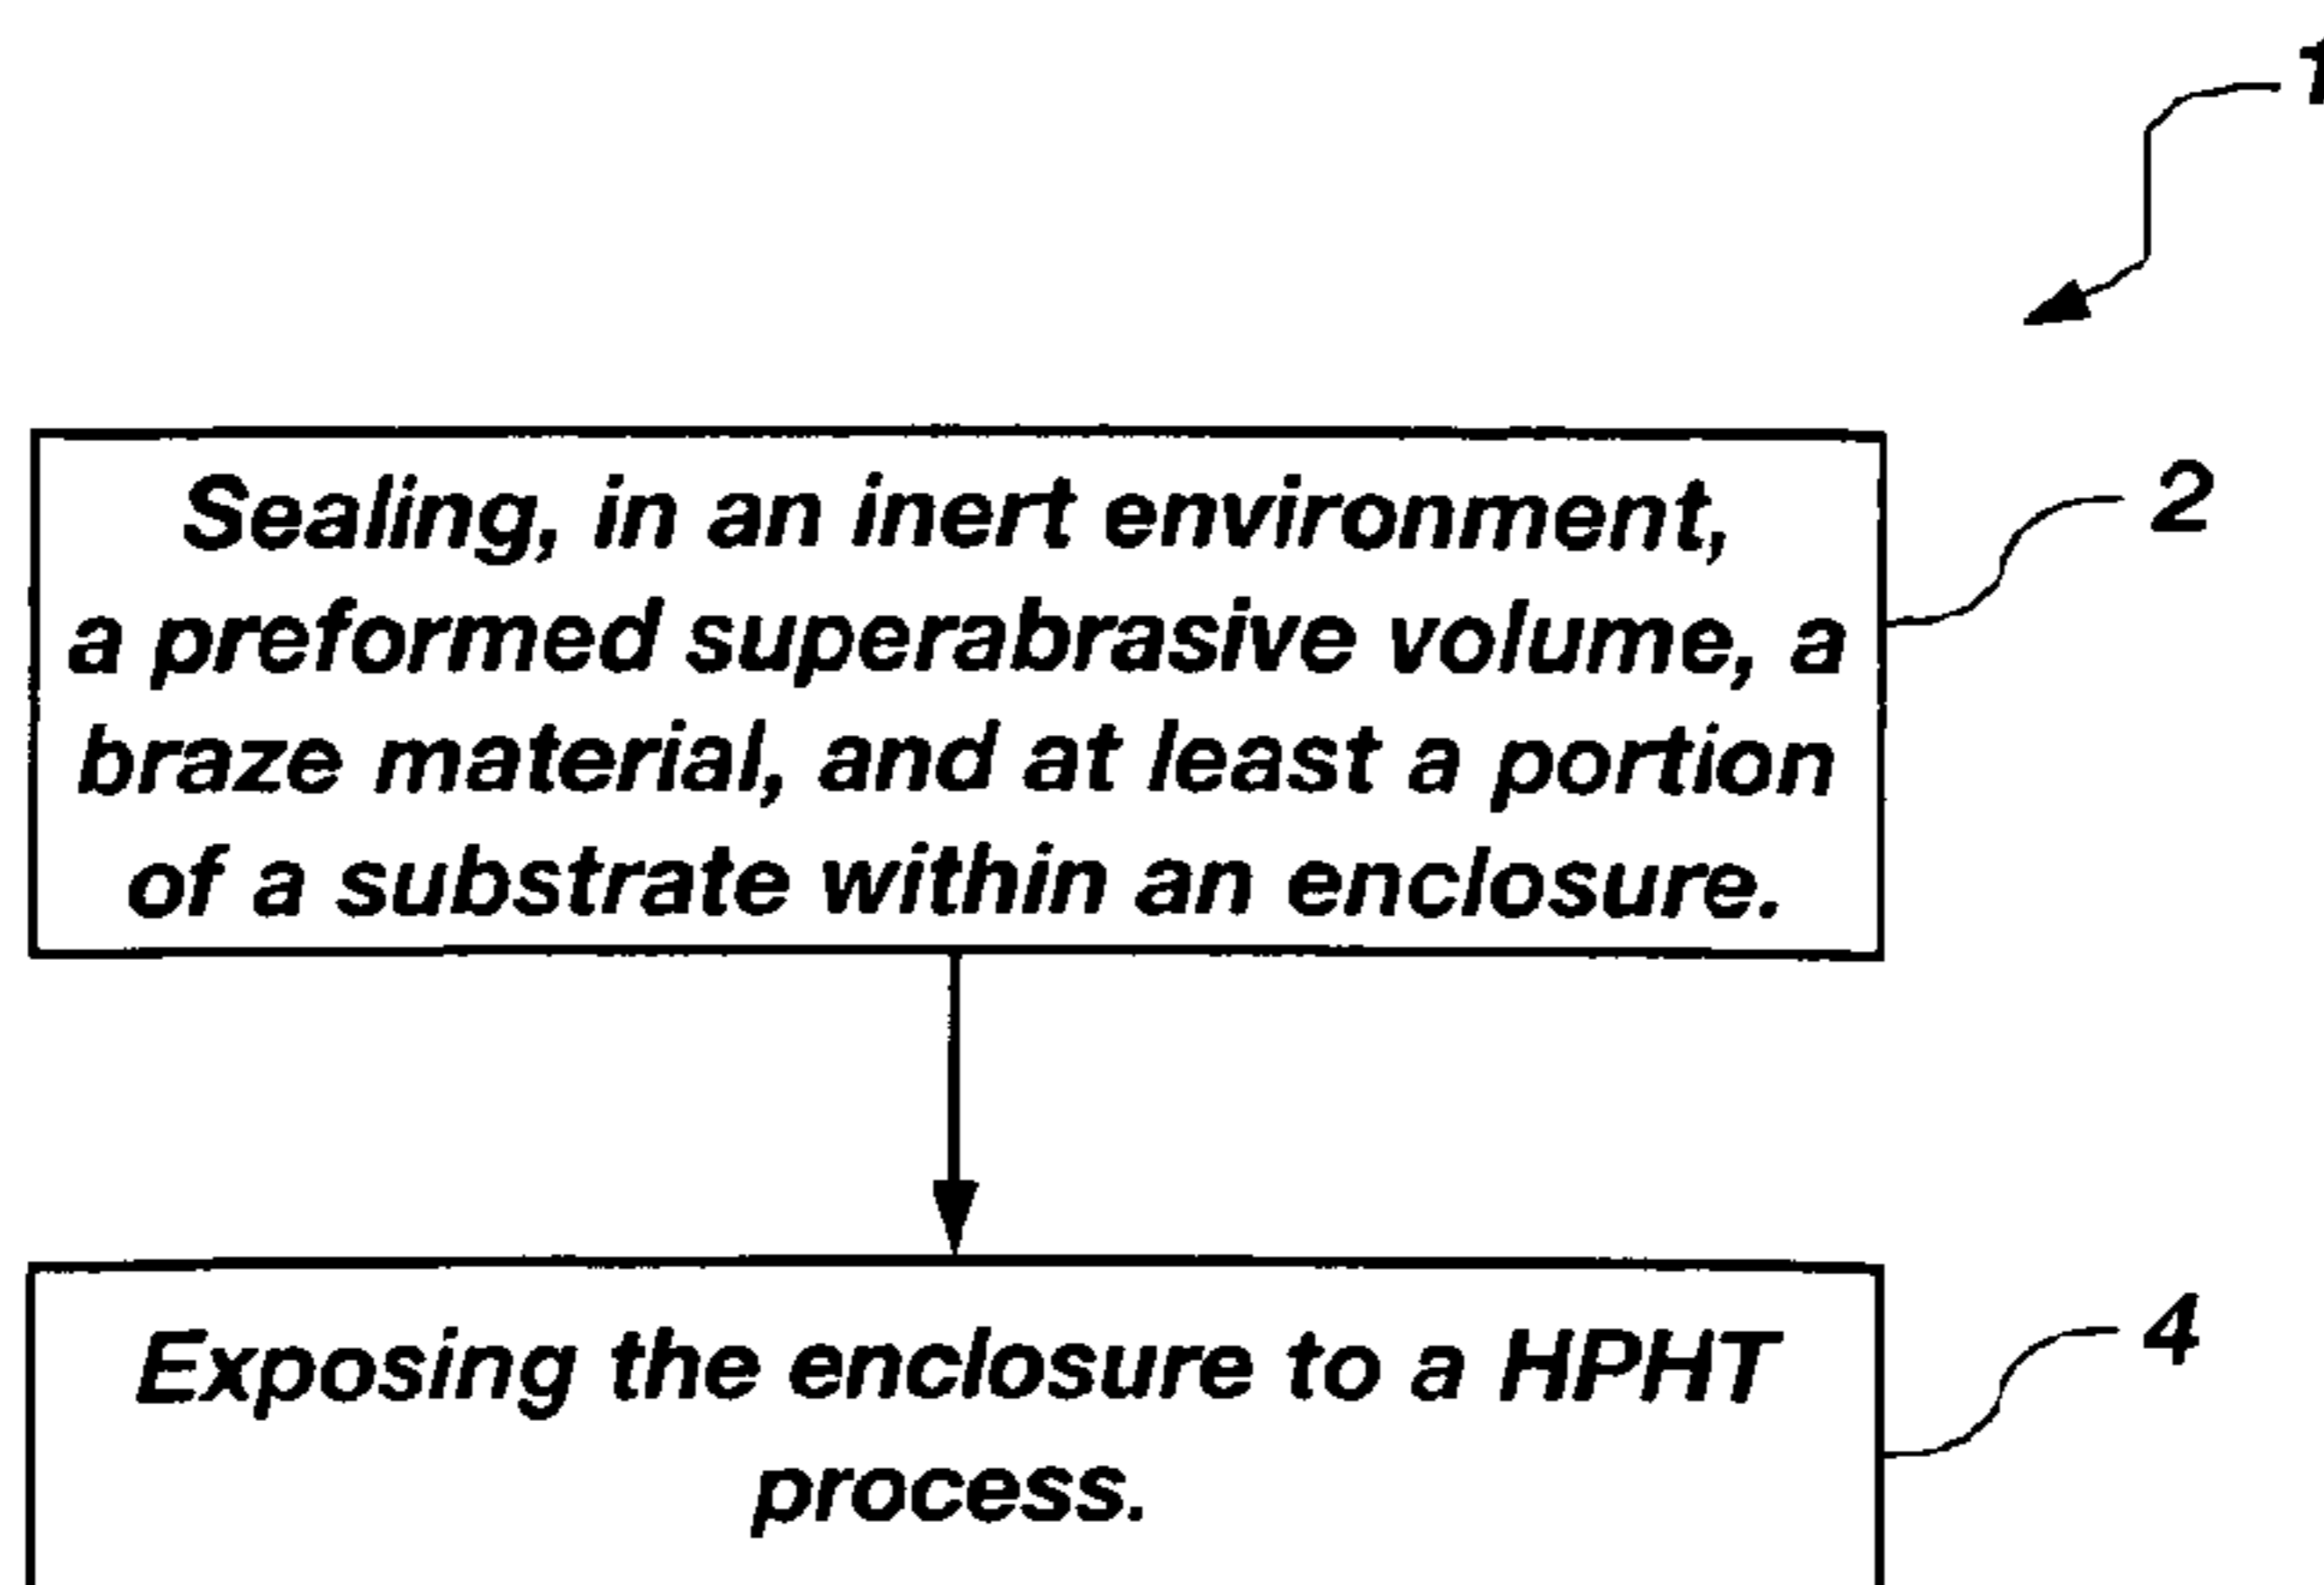 Sealing, in an inert environment,
2
a preformed superabrasive volume, a
braze material, and at least a portion
of a substrate within an enclosure.
Exposing the enclosure to a HPHT
4
process.